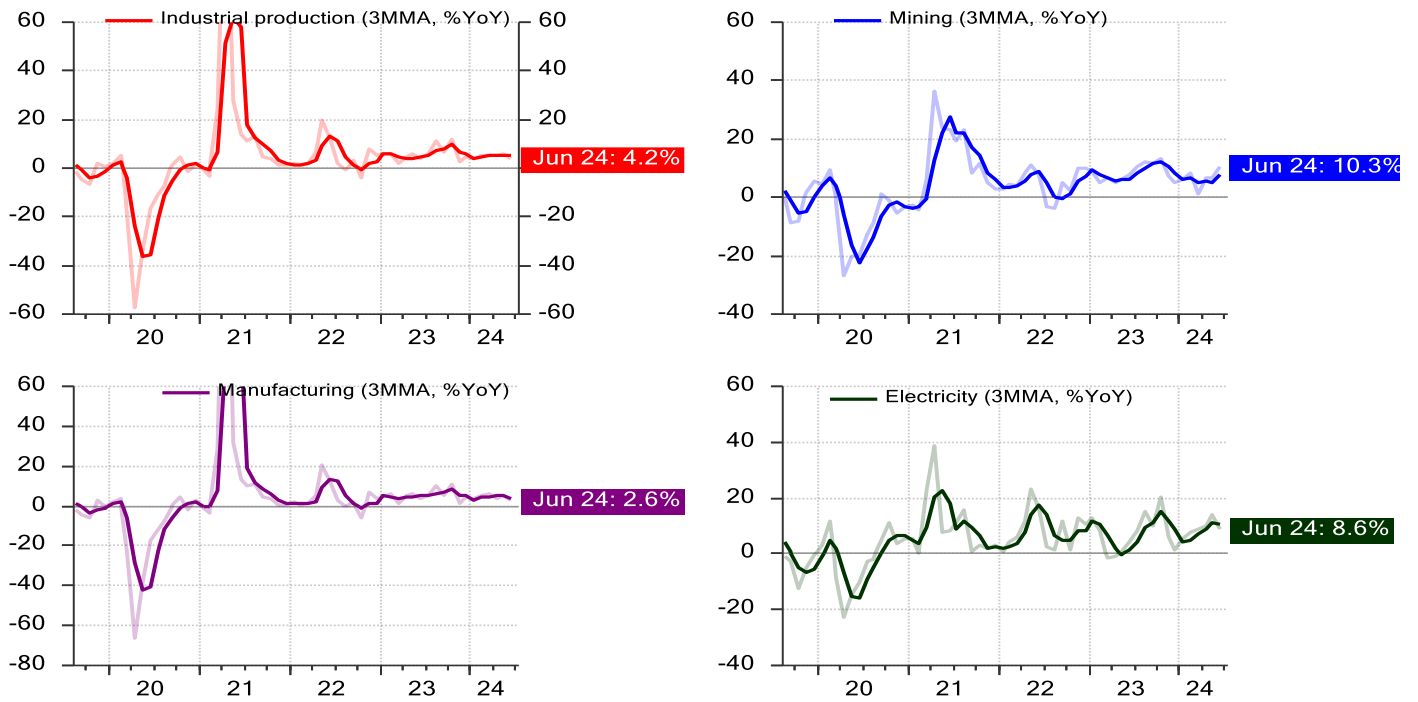 Industrial production (3MMA, %YoY)
60
40
20
0
-20
-40
-60
60
40
20
-20
-40
-60
Jun 24: 4.2%
20 21 22 23 24
Mining (3MMA, %YoY)
60
40
20
0
-20
-40
Jun 24: 10.3%
20 21 22 23 24
Manufacturing (3MMA, %YoY)
60
40
20
0
-20
-40
-60
-80
Jun 24: 2.6%
20 21 22 23 24
Electricity (3MMA, %YoY)
60
40
20
0
-20
-40
Jun 24: 8.6%
20 21 22 23 24